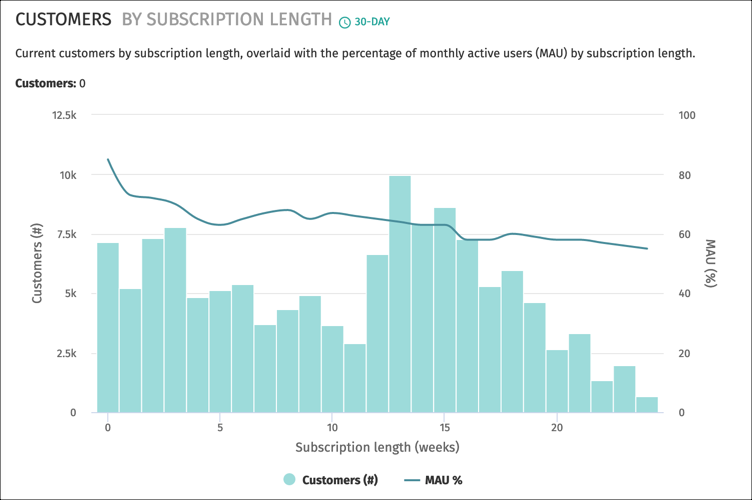 CUSTOMERS BY SUBSCRIPTION LENGTH 30-DAY
Current customers by subscription length, overlaid with the percentage of monthly active users (MAU) by subscription length.
Customers: 0
12.5k
10k
7.5k
5k
2.5k
0
Customers (#)
100
80
60
40
20
0
MAU (%)
0 5 10 15 20
Subscription length (weeks)
Customers (#) MAU %